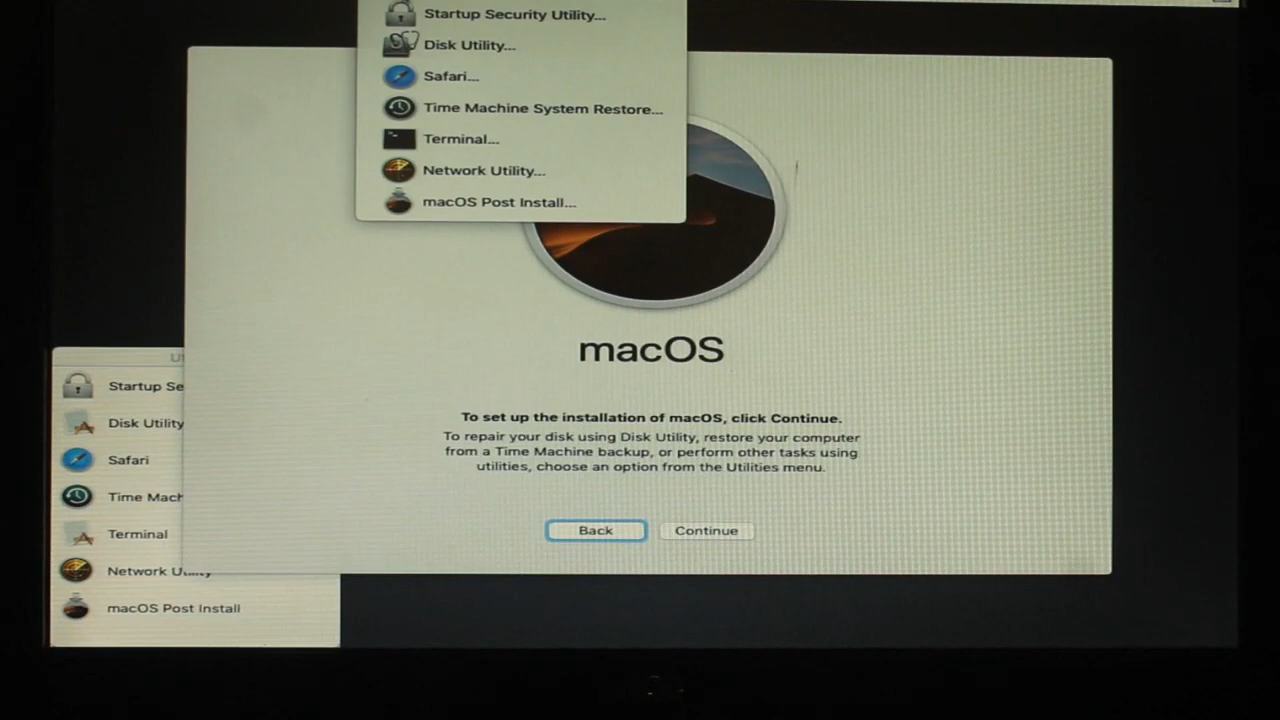 Startup Security Utility...
Disk Utility...
Safari...
Time Machine System Restore...
Terminal...
Network Utility...
macOS Post Install...
macOS
To set up the installation of macOS, click Continue.
To repair your disk using Disk Utility, restore your computer
from a Time Machine backup, or perform other tasks using
utilities, choose an option from the Utilities menu.
Back
Continue
Startup Se
Disk Utility
Safari
Time Mach
Terminal
Network Utility
macOS Post Install